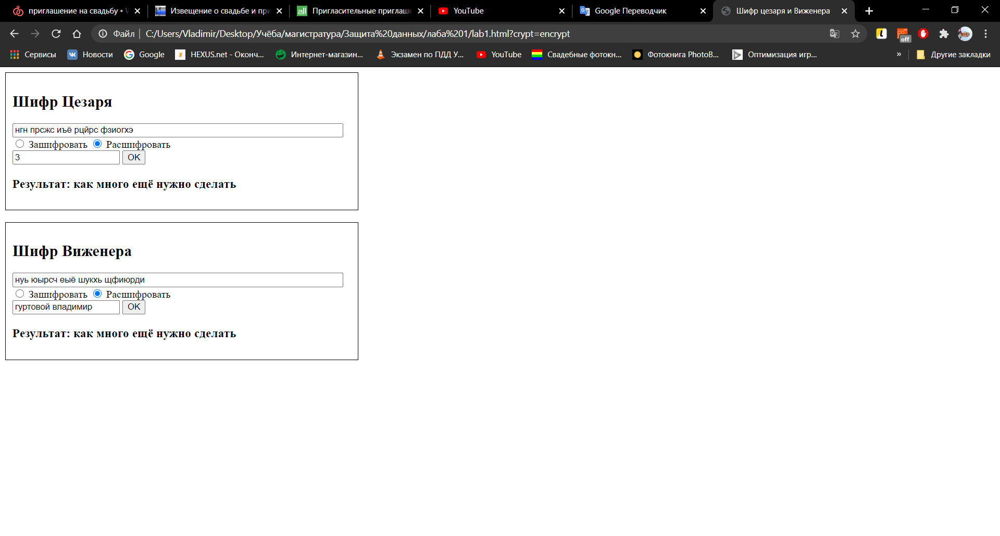 приглашение на свадьбу •
Извещение о свадьбе и при
Пригласительные приглаше
YouTube
Google Переводчик
Шифр цезаря и Виженера
Файл | C:/Users/Vladimir/Desktop/Учёба/магистратура/Защита%20данных/лаба%201/lab1.html?crypt=encrypt
off
Сервисы
Новости
Google
HEXUS.net - Оконч...
Интернет-магазин...
Экзамен по ПДД У...
YouTube
Свадебные фотокн...
Фотокнига PhotoB...
Оптимизация игр...
»
Другие закладки
Шифр Цезаря
нгн прсжс иъё рцйрс фзиогхэ
Зашифровать Расшифровать
3 OK
Результат: как много ещё нужно сделать
Шифр Виженера
нуь юырсч еыё шукхь щфиюрди
Зашифровать Расшифровать
гуртовой владимир OK
Результат: как много ещё нужно сделать